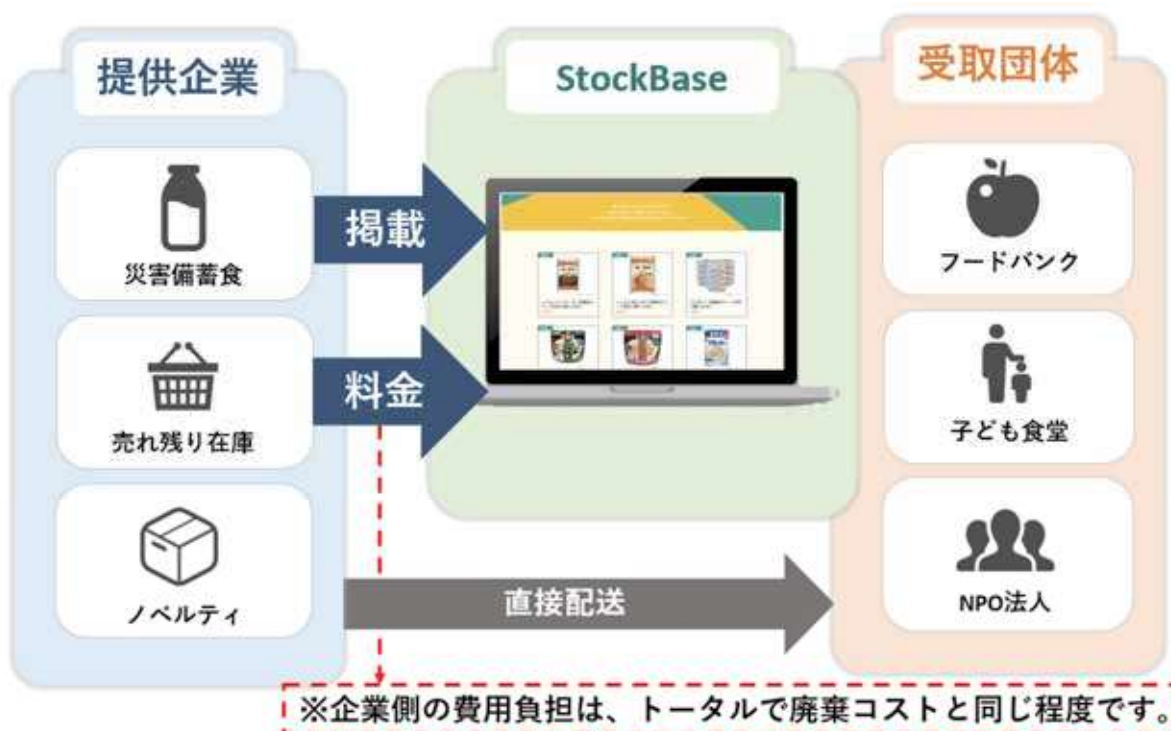 提供企業
災害備蓄食
売れ残り在庫
ノベルティ
掲載
料金
StockBase
受取団体
フードバンク
子ども食堂
NPO法人
直接配送
※企業側の費用負担は、トータルで廃棄コストと同じ程度です。